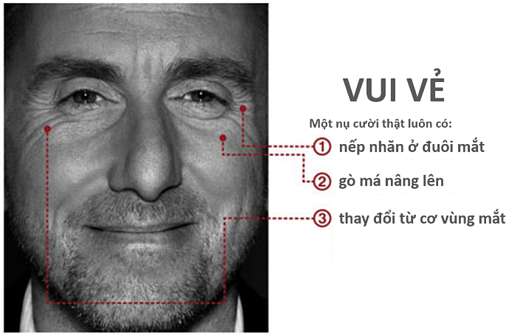 VUI VẺ
Một nụ cười thật luôn có:
1 nếp nhăn ở đuôi mắt
2 gò má nâng lên
3 thay đổi từ cơ vùng mắt